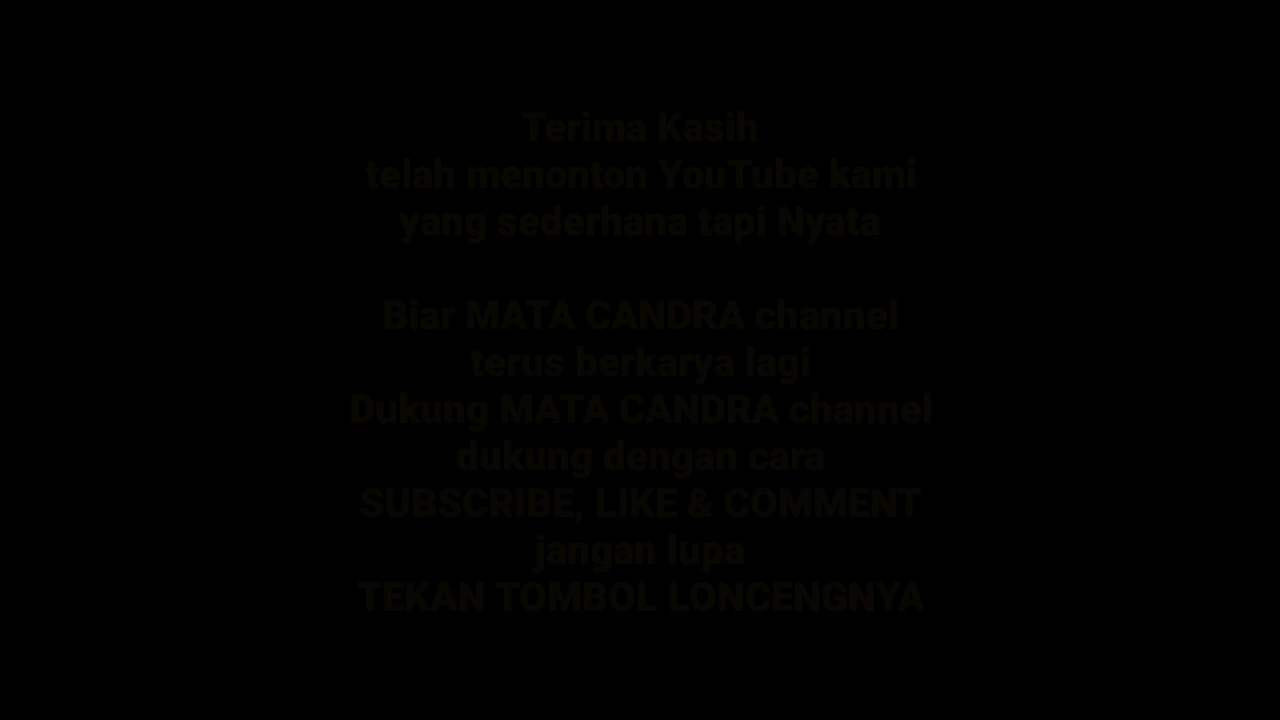 Terima Kasih
telah menonton YouTube kami
yang sederhana tapi Nyata
Biar MATA CANDRA channel
terus berkarya lagi
Dukung MATA CANDRA channel
dukung dengan cara
SUBSCRIBE, LIKE & COMMENT
jangan lupa
TEKAN TOMBOL LONCENGNYA